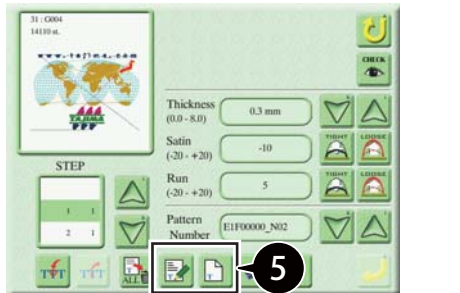 31 : G004
14110 st.
www.tajima.com
TAJIMA
CHECK
Thickness
(0.0 - 8.0)
0.3 mm
Satin
(-20 - +20)
-10
TIGHT
LOOSE
Run
(-20 - +20)
5
TIGHT
LOOSE
STEP
1 1
2 1
Pattern
Number
E1F00000_N02
ALL
5